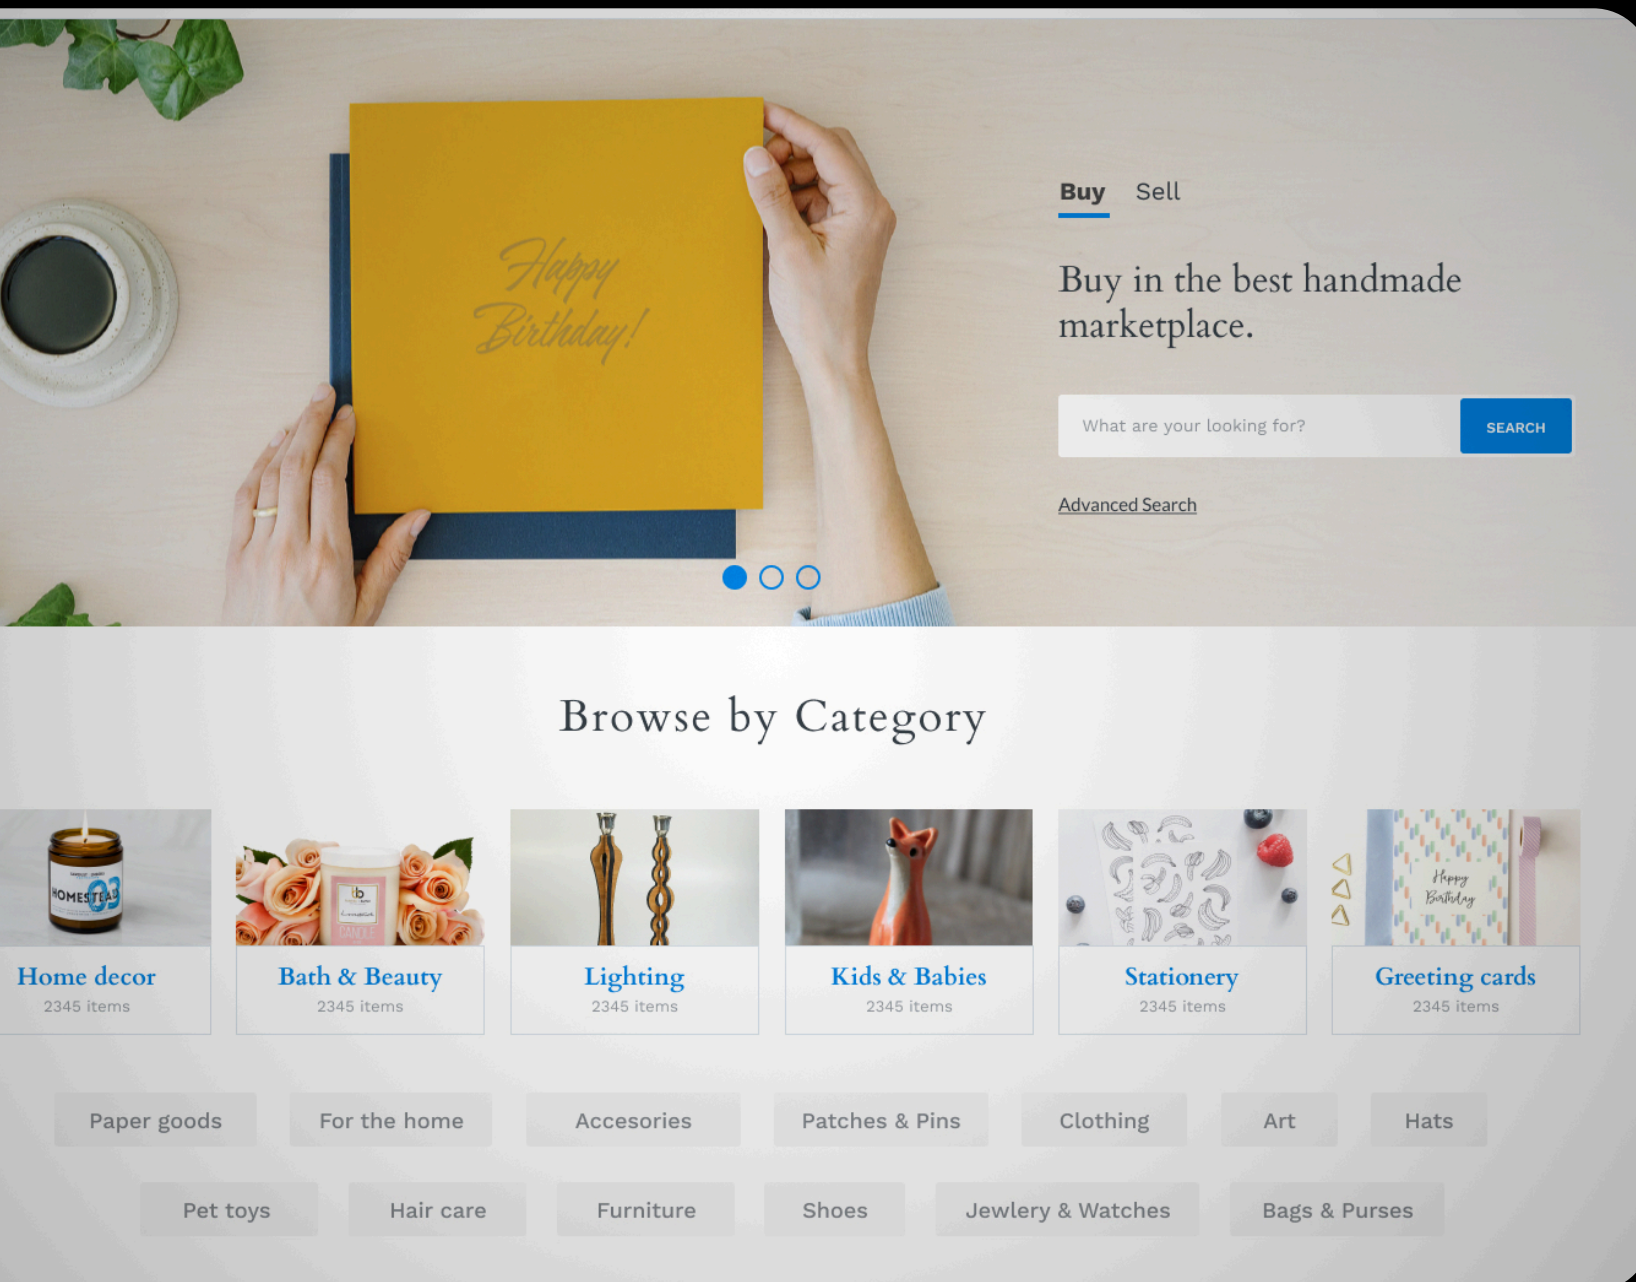 Happy
Birthday!
Buy Sell
Buy in the best handmade
marketplace.
What are your looking for?
SEARCH
Advanced Search
Browse by Category
HOMESTEAD
03
CANDLE
Happy
Birthday
Home decor
2345 items
Bath & Beauty
2345 items
Lighting
2345 items
Kids & Babies
2345 items
Stationery
2345 items
Greeting cards
2345 items
Paper goods
For the home
Accesories
Patches & Pins
Clothing
Art
Hats
Pet toys
Hair care
Furniture
Shoes
Jewlery & Watches
Bags & Purses